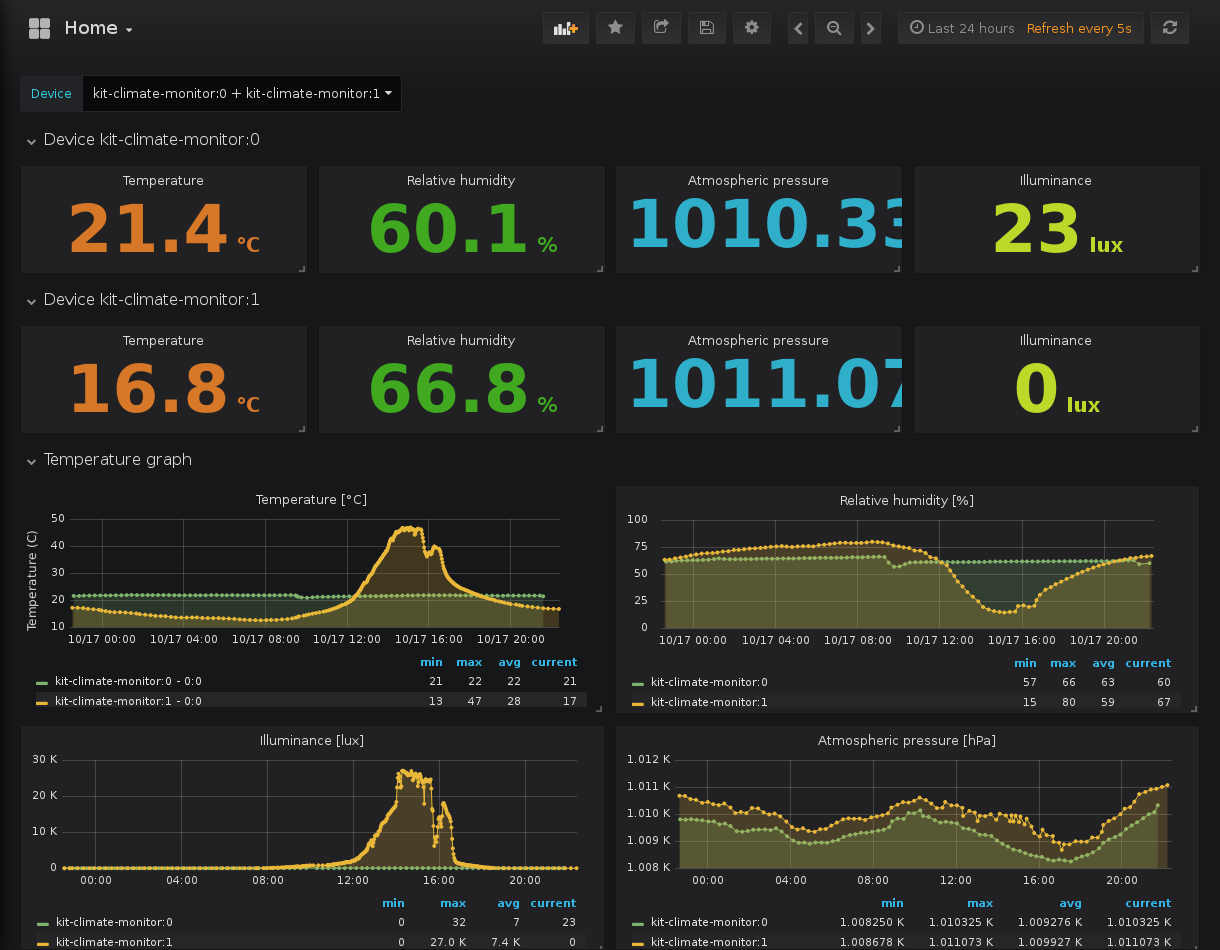 Home
Last 24 hours Refresh every 5s
Device kit-climate-monitor:0 + kit-climate-monitor:1
Device kit-climate-monitor:0
Temperature Relative humidity Atmospheric pressure Illuminance
21.4 °C 60.1 % 1010.33 23 lux
Device kit-climate-monitor:1
Temperature Relative humidity Atmospheric pressure Illuminance
16.8 °C 66.8 % 1011.07 0 lux
Temperature graph
Temperature [°C]
Temperature (C)
50
40
30
20
10
10/17 00:00 10/17 04:00 10/17 08:00 10/17 12:00 10/17 16:00 10/17 20:00
min max avg current
kit-climate-monitor:0 - 0:0 21 22 22 21
kit-climate-monitor:1 - 0:0 13 47 28 17
Relative humidity [%]
100
75
50
25
0
10/17 00:00 10/17 04:00 10/17 08:00 10/17 12:00 10/17 16:00 10/17 20:00
min max avg current
kit-climate-monitor:0 57 66 63 60
kit-climate-monitor:1 15 80 59 67
Illuminance [lux]
30 K
20 K
10 K
0
00:00 04:00 08:00 12:00 16:00 20:00
min max avg current
kit-climate-monitor:0 0 32 7 23
kit-climate-monitor:1 0 27.0 K 7.4 K 0
Atmospheric pressure [hPa]
1.012 K
1.011 K
1.010 K
1.009 K
1.008 K
00:00 04:00 08:00 12:00 16:00 20:00
min max avg current
kit-climate-monitor:0 1.008250 K 1.010325 K 1.009276 K 1.010325 K
kit-climate-monitor:1 1.008678 K 1.011073 K 1.009927 K 1.011073 K